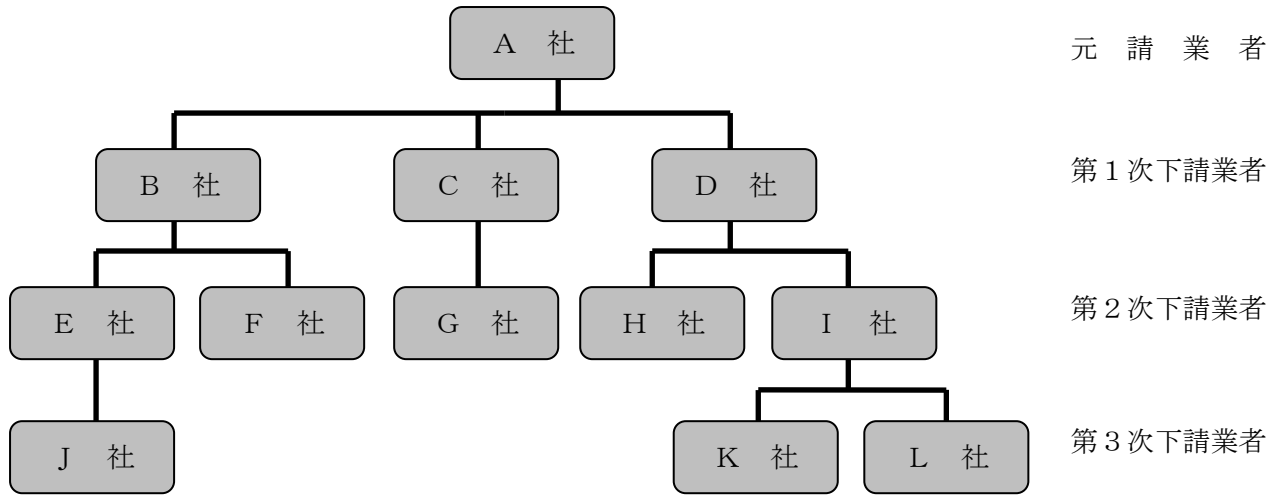 A 社
元 請 業 者
B 社
C 社
D 社
第1次下請業者
E 社
F 社
G 社
H 社
I 社
第2次下請業者
J 社
K 社
L 社
第3次下請業者